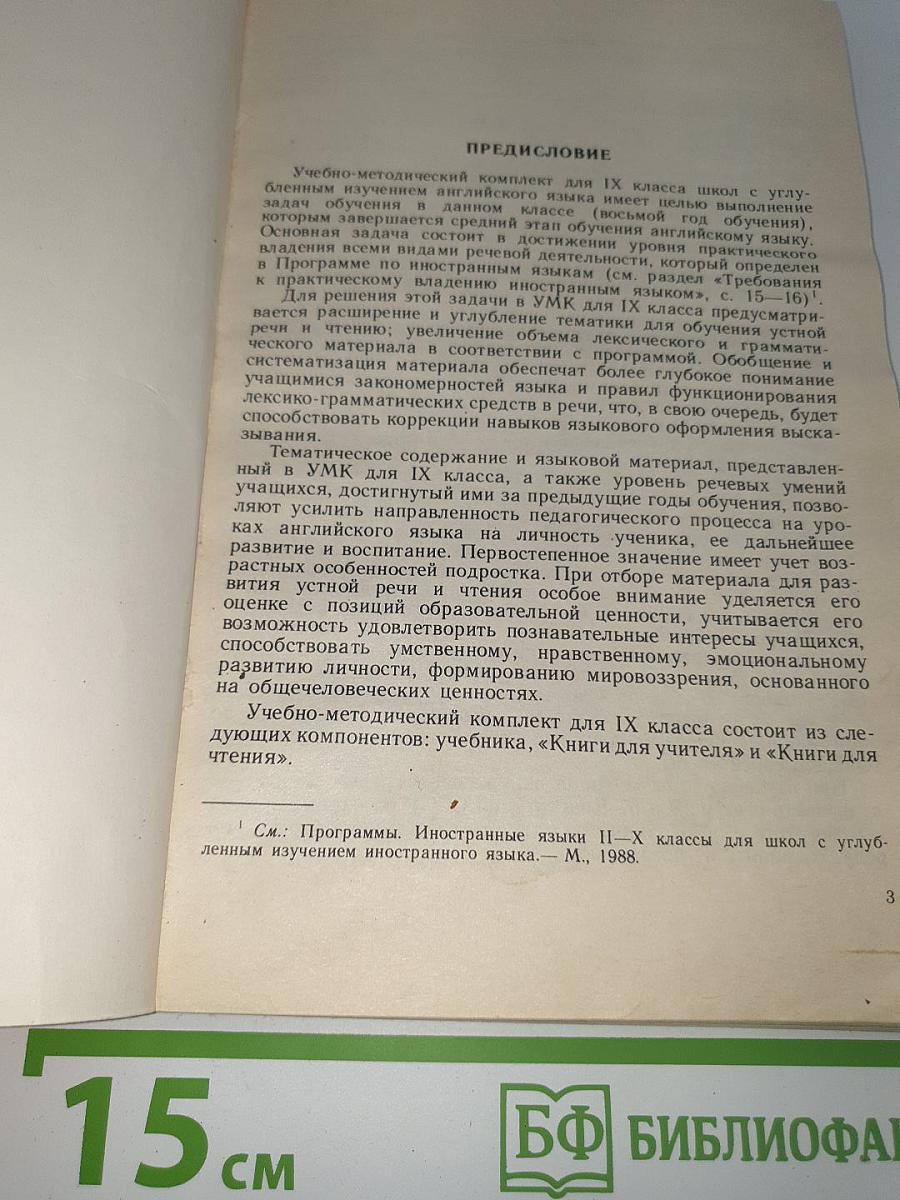 ПРЕДИСЛОВИЕ
Учебно-методический комплект для IX класса школ с углу-
бленным изучением английского языка имеет целью выполнение
задач обучения в данном классе (восьмой год обучения),
которым завершается средний этап обучения английскому языку.
Основная задача состоит в достижении уровня практического
владения всеми видами речевой деятельности, который определен
в Программе по иностранным языкам (см. раздел «Требования
к практическому владению иностранным языком», с. 15—16)¹.
Для решения этой задачи в УМК для IX класса предусматри-
вается расширение и углубление тематики для обучения устной
речи и чтению; увеличение объема лексического и граммати-
ческого материала в соответствии с программой. Обобщение и
систематизация материала обеспечат более глубокое понимание
учащимися закономерностей языка и правил функционирования
лексико-грамматических средств в речи, что, в свою очередь, будет
способствовать коррекции навыков языкового оформления выска-
зывания.
Тематическое содержание и языковой материал, представлен-
ный в УМК для IX класса, а также уровень речевых умений
учащихся, достигнутый ими за предыдущие годы обучения, позво-
ляют усилить направленность педагогического процесса на уро-
ках английского языка на личность ученика, ее дальнейшее
развитие и воспитание. Первостепенное значение имеет учет воз-
растных особенностей подростка. При отборе материала для раз-
вития устной речи и чтения особое внимание уделяется его
оценке с позиций образовательной ценности, учитывается его
возможность удовлетворить познавательные интересы учащихся,
способствовать умственному, нравственному, эмоциональному
развитию личности, формированию мировоззрения, основанного
на общечеловеческих ценностях.
Учебно-методический комплект для IX класса состоит из сле-
дующих компонентов: учебника, «Книги для учителя» и «Книги для
чтения».
¹ См.: Программы. Иностранные языки II—X классы для школ с углуб-
ленным изучением иностранного языка.— М., 1988.
3
15 см
БФ БИБЛИОФА